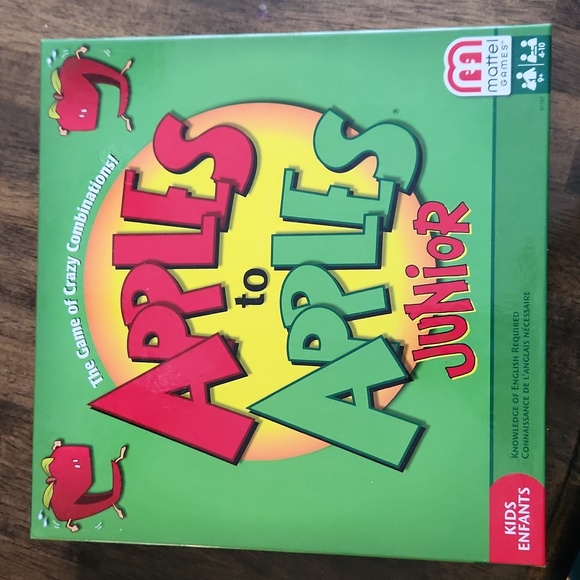 The Game of Crazy Combinations!
APPLES
to
APPLES®
JUNIOR
KNOWLEDGE OF ENGLISH REQUIRED
CONNAISSANCE DE L'ANGLAIS NÉCESSAIRE
KIDS
ENFANTS
mattel
GAMES™
9+ 4-10